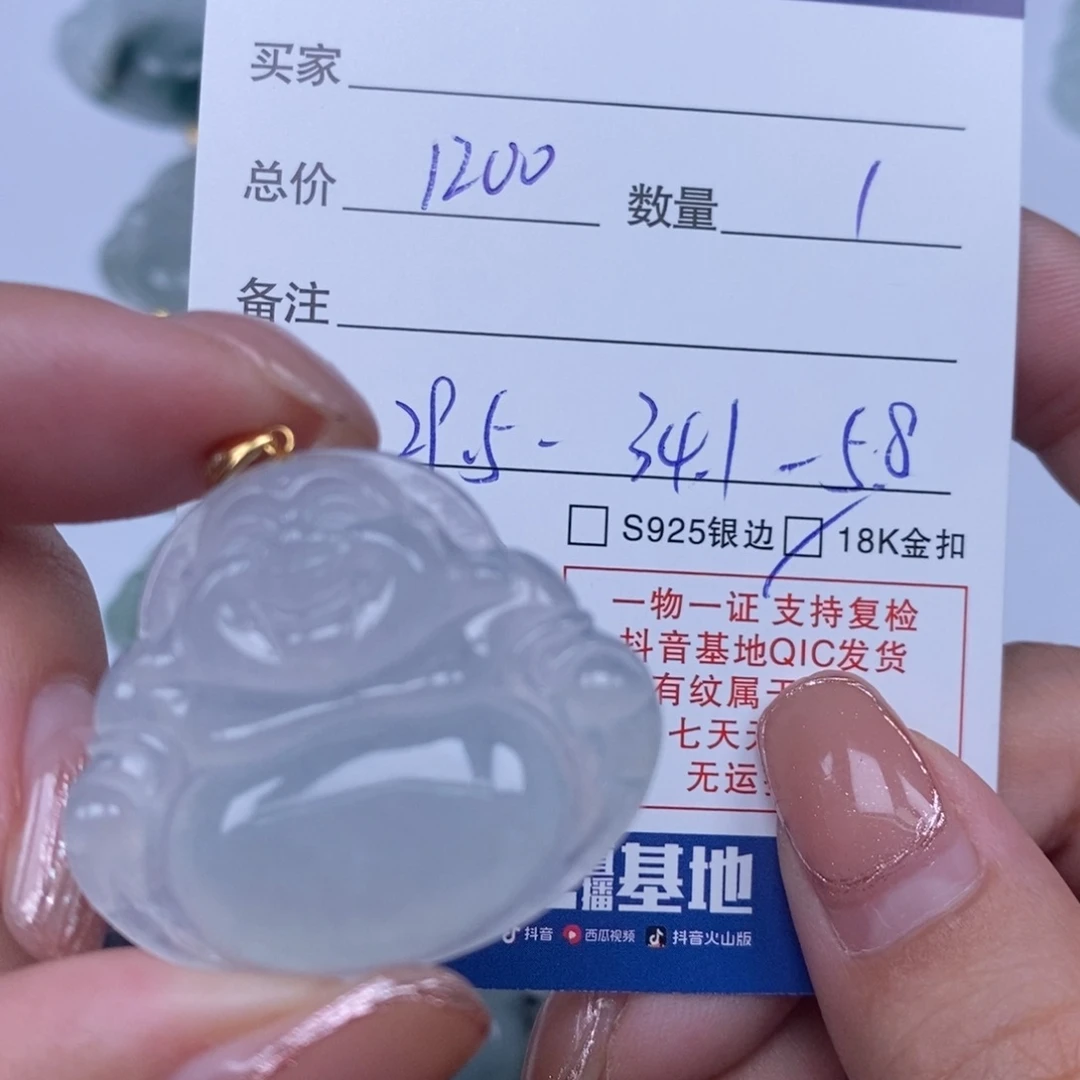 买家
总价 1200 数量 1
备注
29.5 - 34.1 - 5.8
S925银边 18K金扣
一物一证 支持复检
抖音基地QIC发货
有纹属
七天
无运
播基地
抖音 西瓜视频 抖音火山版